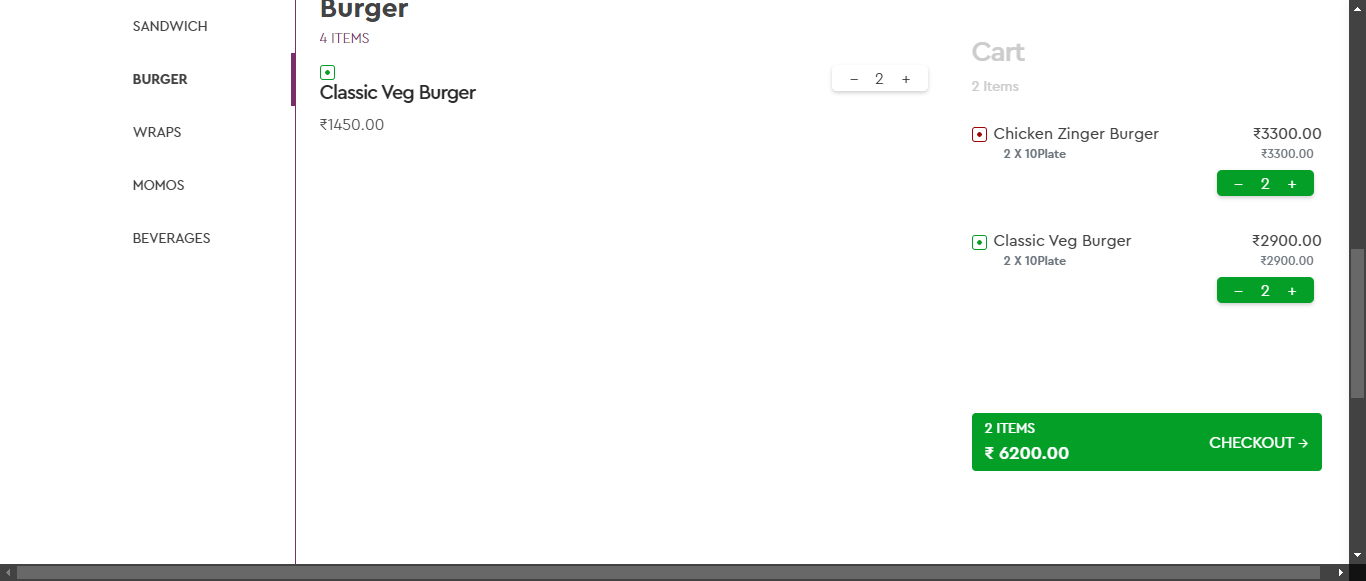 SANDWICH
BURGER
WRAPS
MOMOS
BEVERAGES
Burger
4 ITEMS
Classic Veg Burger
₹1450.00
– 2 +
Cart
2 Items
Chicken Zinger Burger ₹3300.00
2 X 10Plate ₹3300.00
– 2 +
Classic Veg Burger ₹2900.00
2 X 10Plate ₹2900.00
– 2 +
2 ITEMS
₹ 6200.00
CHECKOUT →